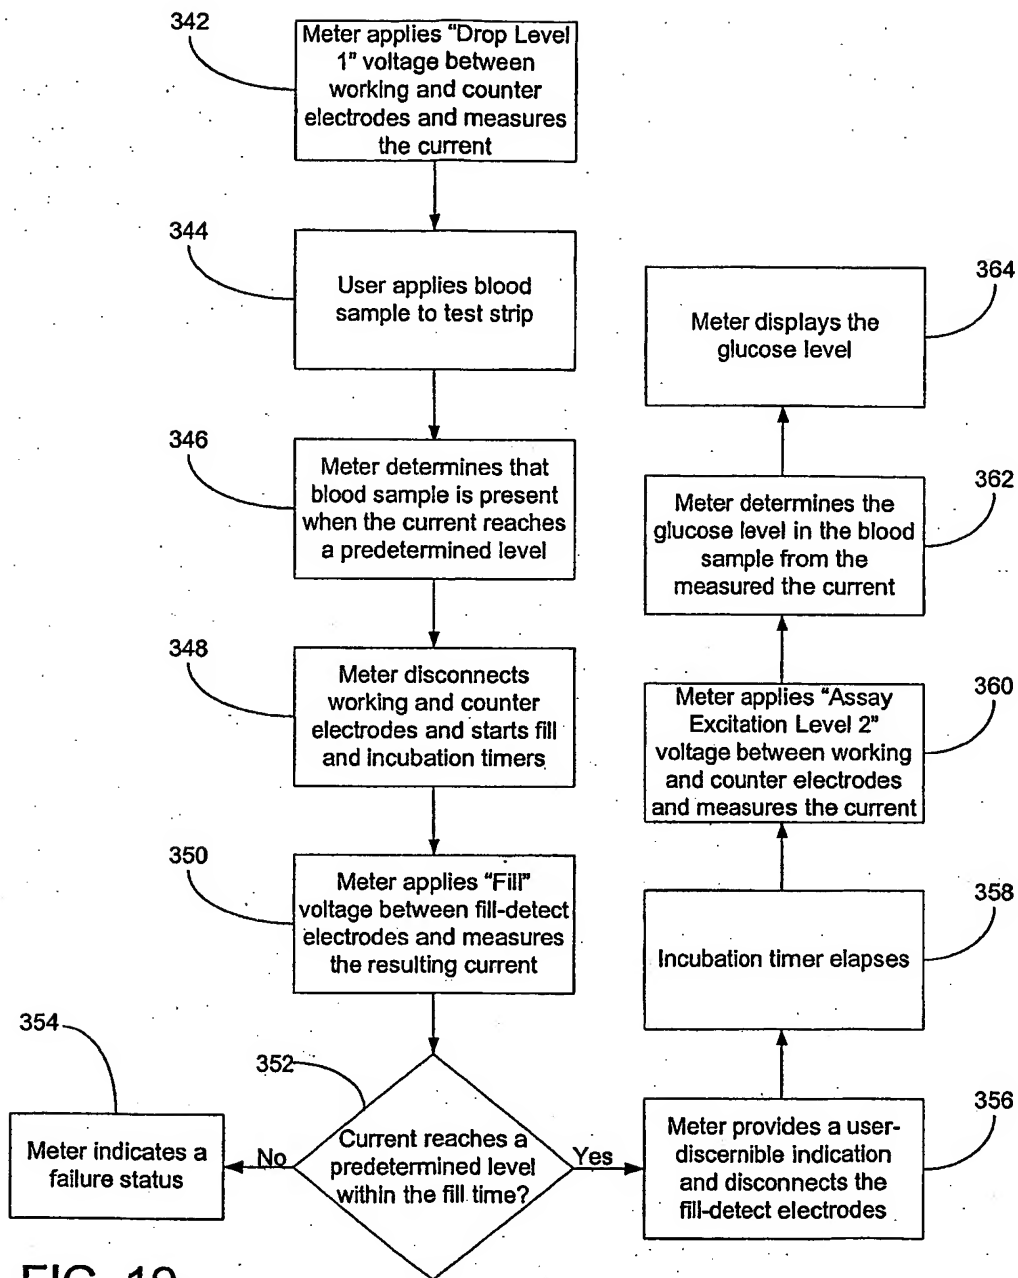 342
Meter applies “Drop Level
1” voltage between
working and counter
electrodes and measures
the current
344
User applies blood
sample to test strip
346
Meter determines that
blood sample is present
when the current reaches
a predetermined level
348
Meter disconnects
working and counter
electrodes and starts fill
and incubation timers
350
Meter applies “Fill”
voltage between fill-detect
electrodes and measures
the resulting current
352
Current reaches a
predetermined level
within the fill time?
No
Yes
354
Meter indicates a
failure status
356
Meter provides a user-
discernible indication
and disconnects the
fill-detect electrodes
358
Incubation timer elapses
360
Meter applies “Assay
Excitation Level 2”
voltage between working
and counter electrodes
and measures the current
362
Meter determines the
glucose level in the blood
sample from the
measured the current
364
Meter displays the
glucose level
FIG.